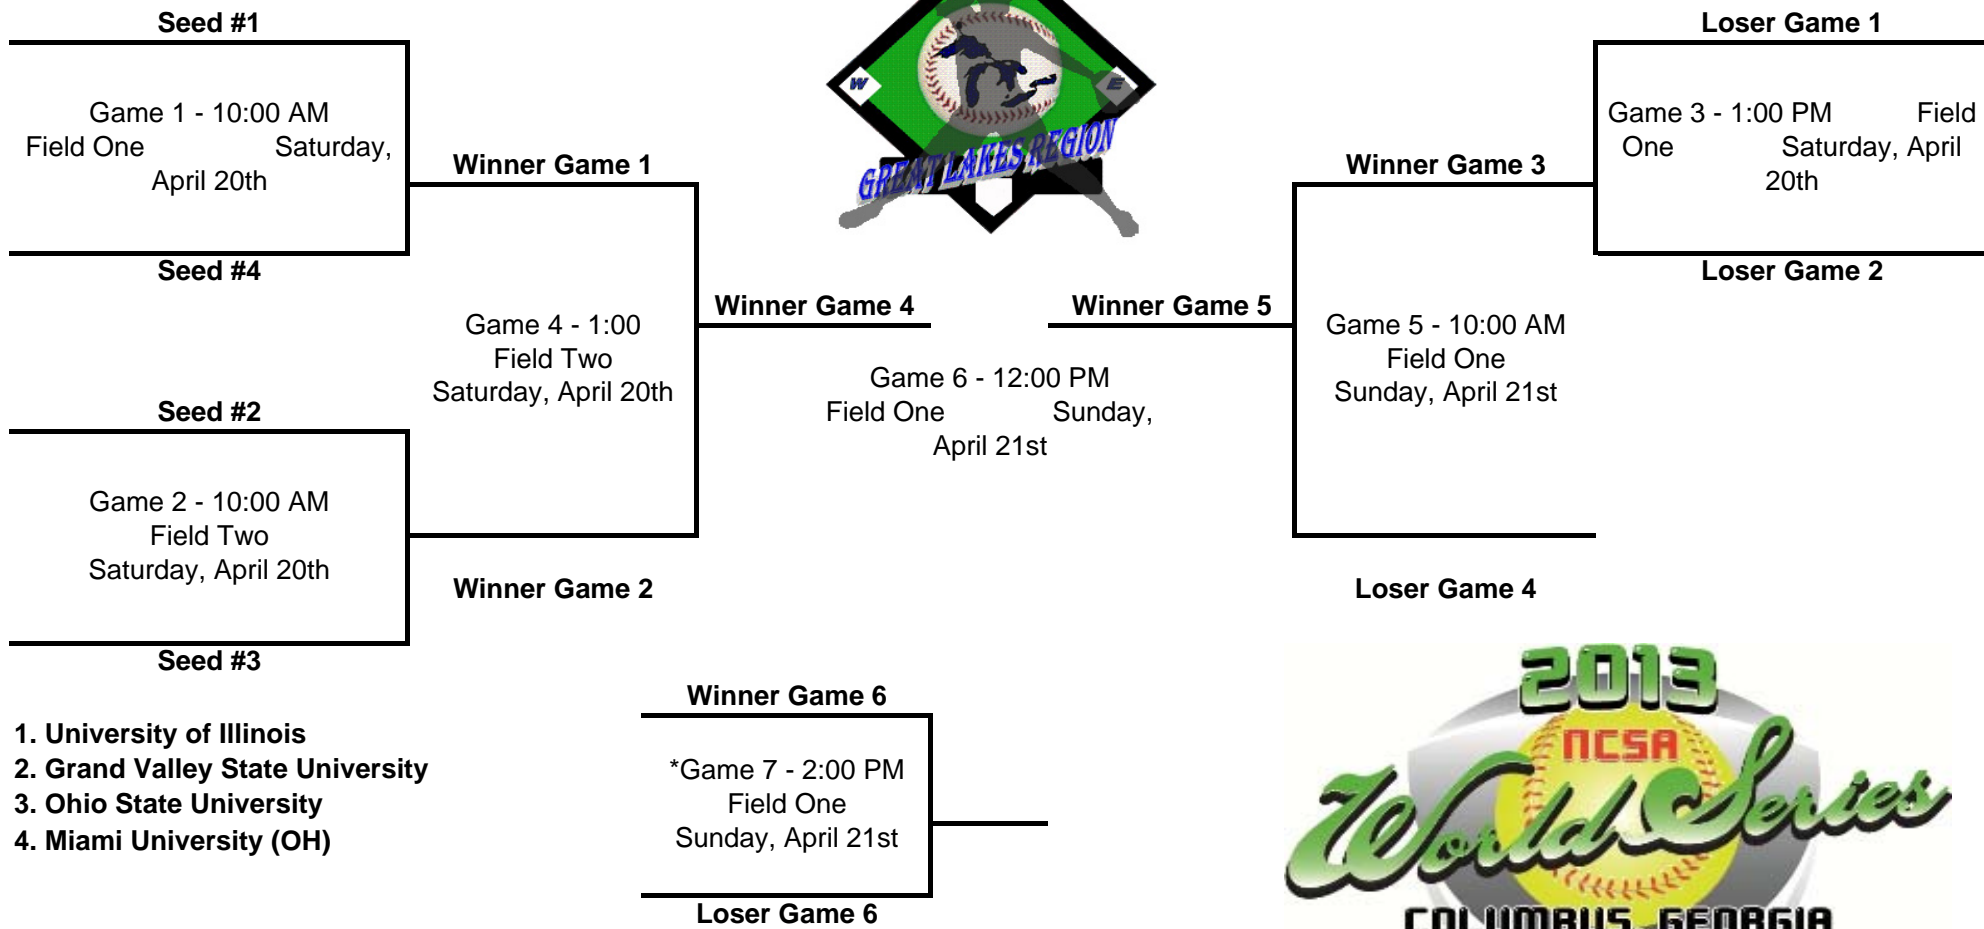 Seed #1
Game 1 - 10:00 AM
Field One Saturday,
April 20th
Seed #4
Winner Game 1
Game 4 - 1:00
Field Two
Saturday, April 20th
Seed #2
Game 2 - 10:00 AM
Field Two
Saturday, April 20th
Seed #3
Winner Game 2
W
E
GREAT LAKES REGION
Winner Game 4
Winner Game 5
Game 6 - 12:00 PM
Field One Sunday,
April 21st
Loser Game 1
Game 3 - 1:00 PM Field
One Saturday, April
20th
Loser Game 2
Winner Game 3
Game 5 - 10:00 AM
Field One
Sunday, April 21st
Loser Game 4
1. University of Illinois
2. Grand Valley State University
3. Ohio State University
4. Miami University (OH)
Winner Game 6
*Game 7 - 2:00 PM
Field One
Sunday, April 21st
Loser Game 6
2013
NCSA
World Series
COLUMBUS, GEORGIA